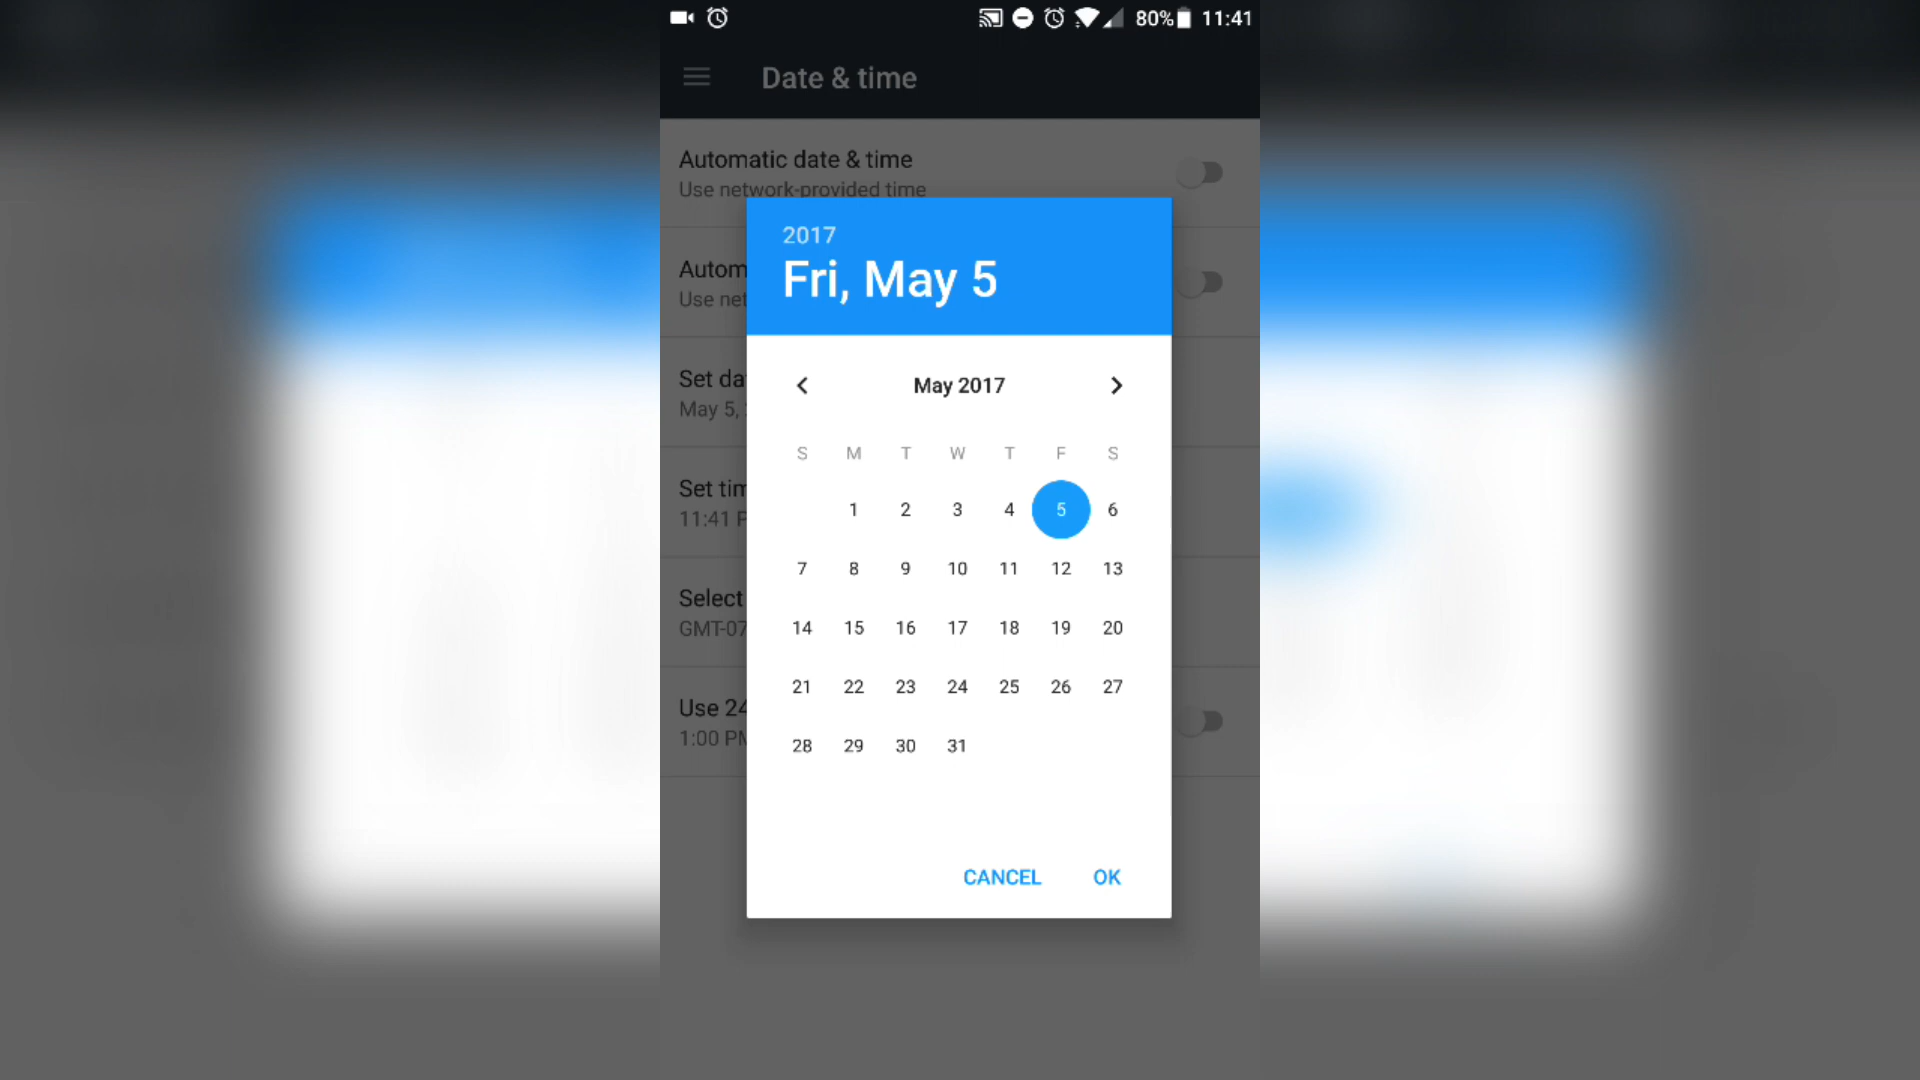 80% 11:41
Date & time
Automatic date & time
Use network-provided time
2017
Fri, May 5
Autom
Use net
May 2017
Set da
May 5,
S M T W T F S
Set tim
1 2 3 4 5 6
11:41 P
7 8 9 10 11 12 13
Select
GMT-07
14 15 16 17 18 19 20
21 22 23 24 25 26 27
Use 24
1:00 PM
28 29 30 31
CANCEL OK